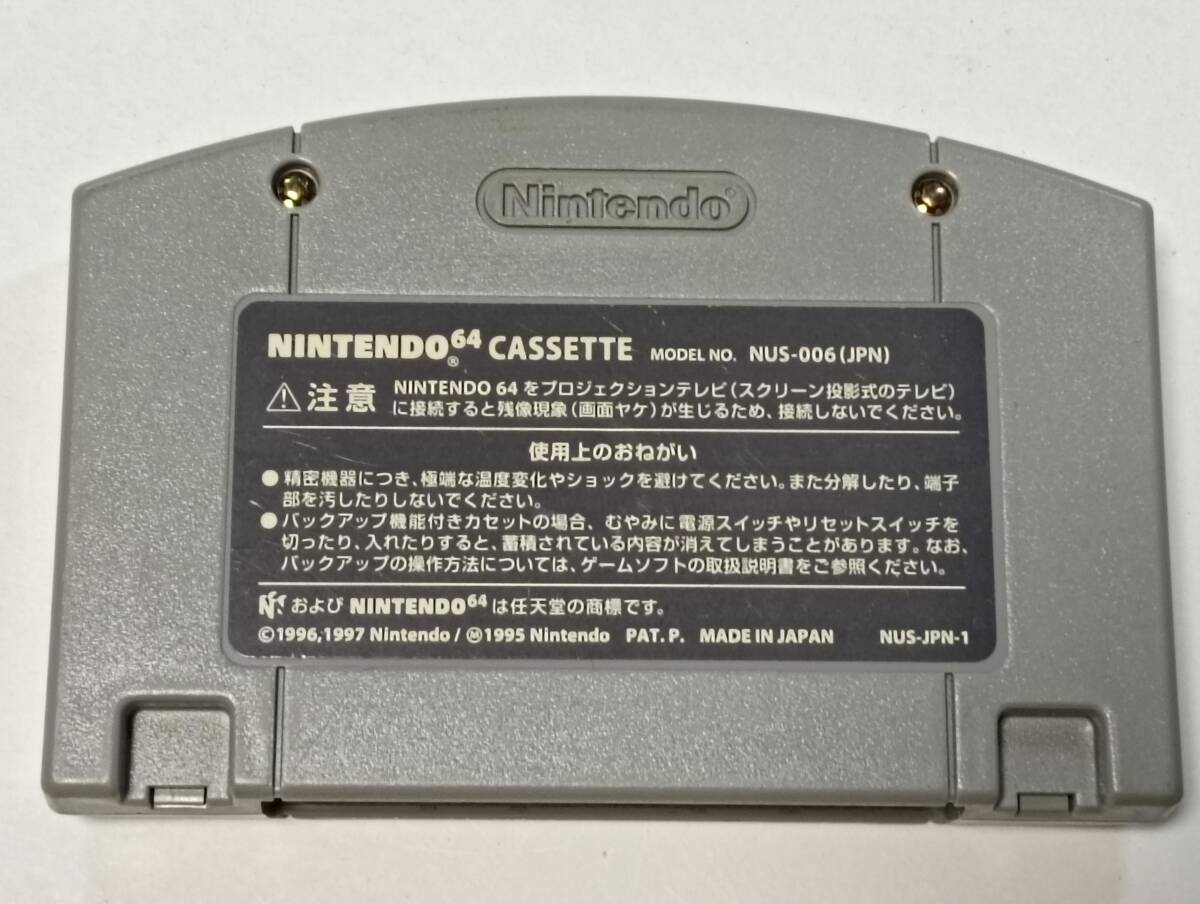 Nintendo®
NINTENDO64® CASSETTE MODEL NO. NUS-006(JPN)
⚠注意 NINTENDO 64をプロジェクションテレビ(スクリーン投影式のテレビ)
に接続すると残像現象(画面ヤケ)が生じるため、接続しないでください。
使用上のおねがい
●精密機器につき、極端な温度変化やショックを避けてください。また分解したり、端子
部を汚したりしないでください。
●バックアップ機能付きカセットの場合、むやみに電源スイッチやリセットスイッチを
切ったり、入れたりすると、蓄積されている内容が消えてしまうことがあります。なお、
バックアップの操作方法については、ゲームソフトの取扱説明書をご参照ください。
および NINTENDO64 は任天堂の商標です。
©1996,1997 Nintendo/Ⓜ1995 Nintendo PAT.P. MADE IN JAPAN NUS-JPN-1